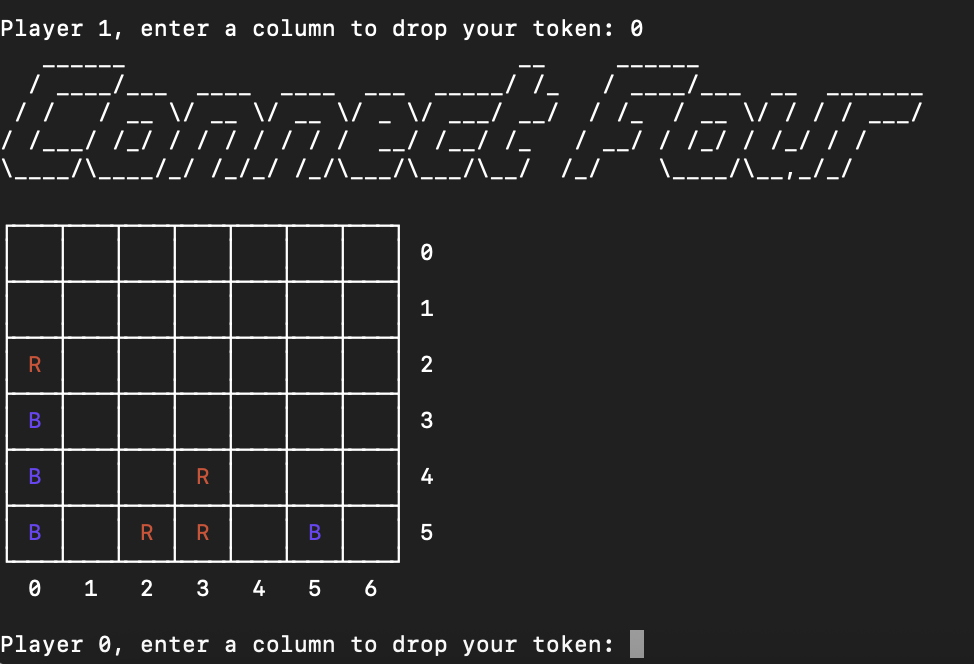 Player 1, enter a column to drop your token: 0
Connect Four
0
1
R 2
B 3
B R 4
B R R B 5
0 1 2 3 4 5 6
Player 0, enter a column to drop your token: